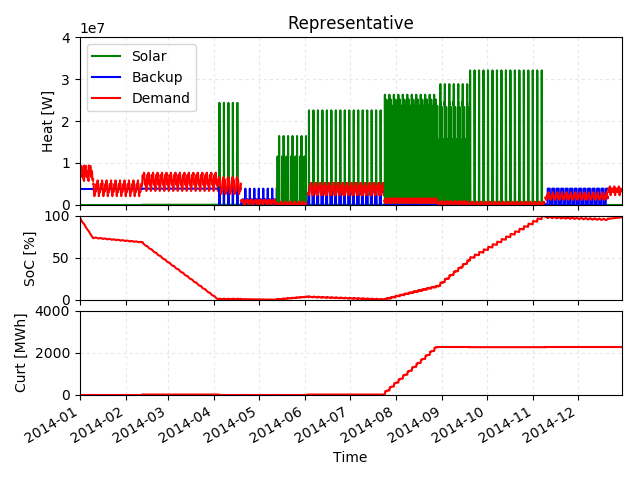 Representative
1e7
4
3
2
1
0
Heat [W]
Solar
Backup
Demand
100
50
0
SoC [%]
4000
2000
0
Curt [MWh]
2014-01
2014-02
2014-03
2014-04
2014-05
2014-06
2014-07
2014-08
2014-09
2014-10
2014-11
2014-12
Time